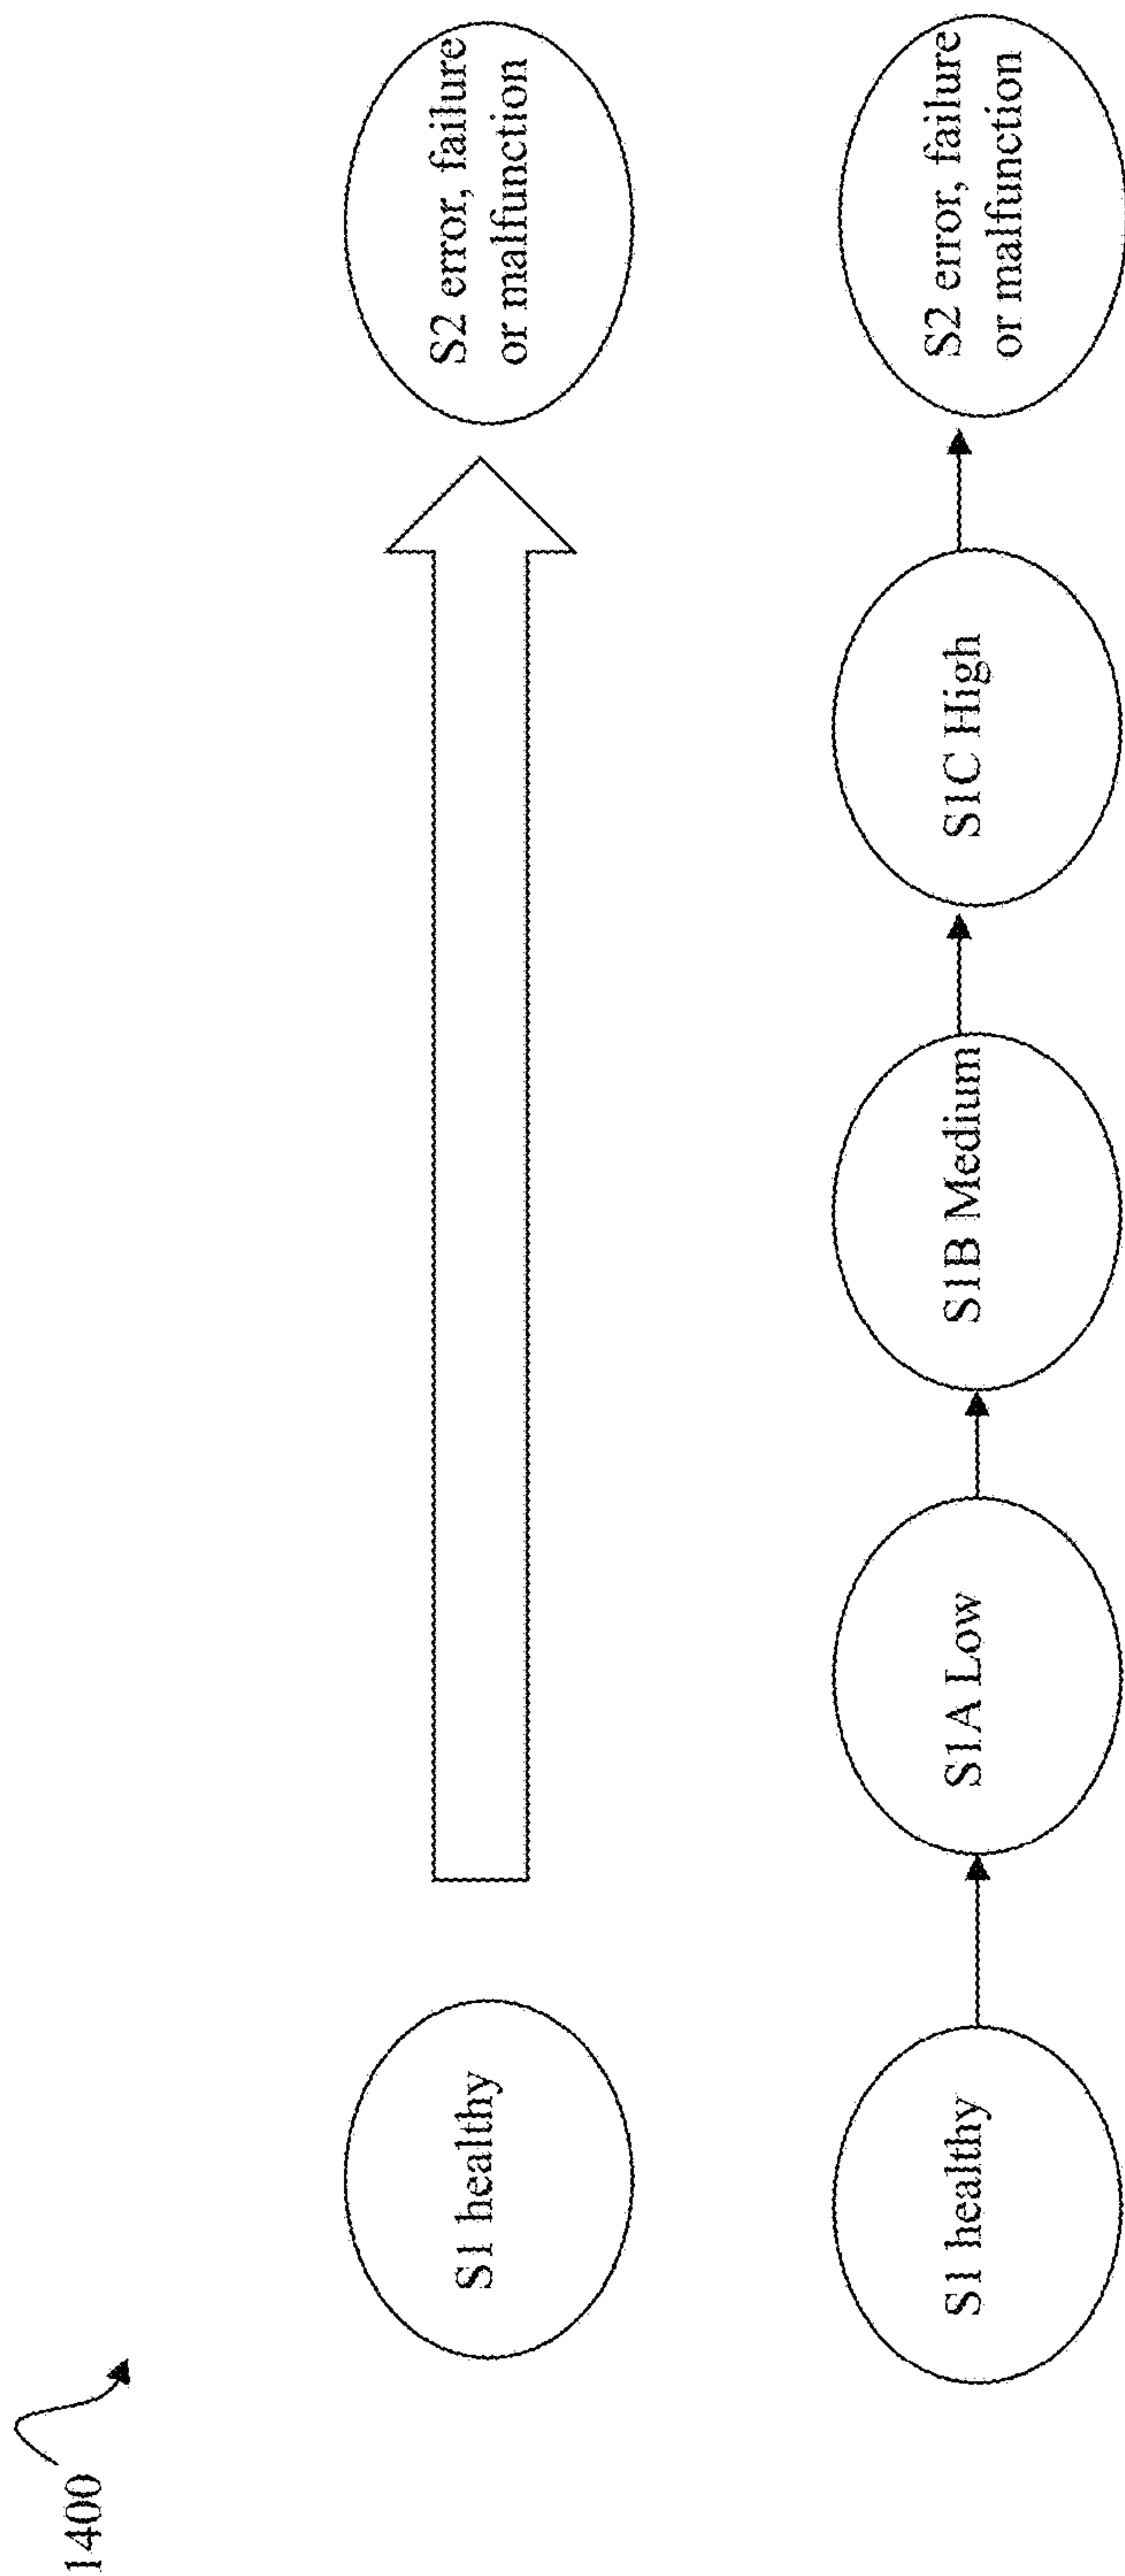 1400
S1 healthy
S2 error, failure
or malfunction
S1 healthy
S1A Low
S1B Medium
S1C High
S2 error, failure
or malfunction